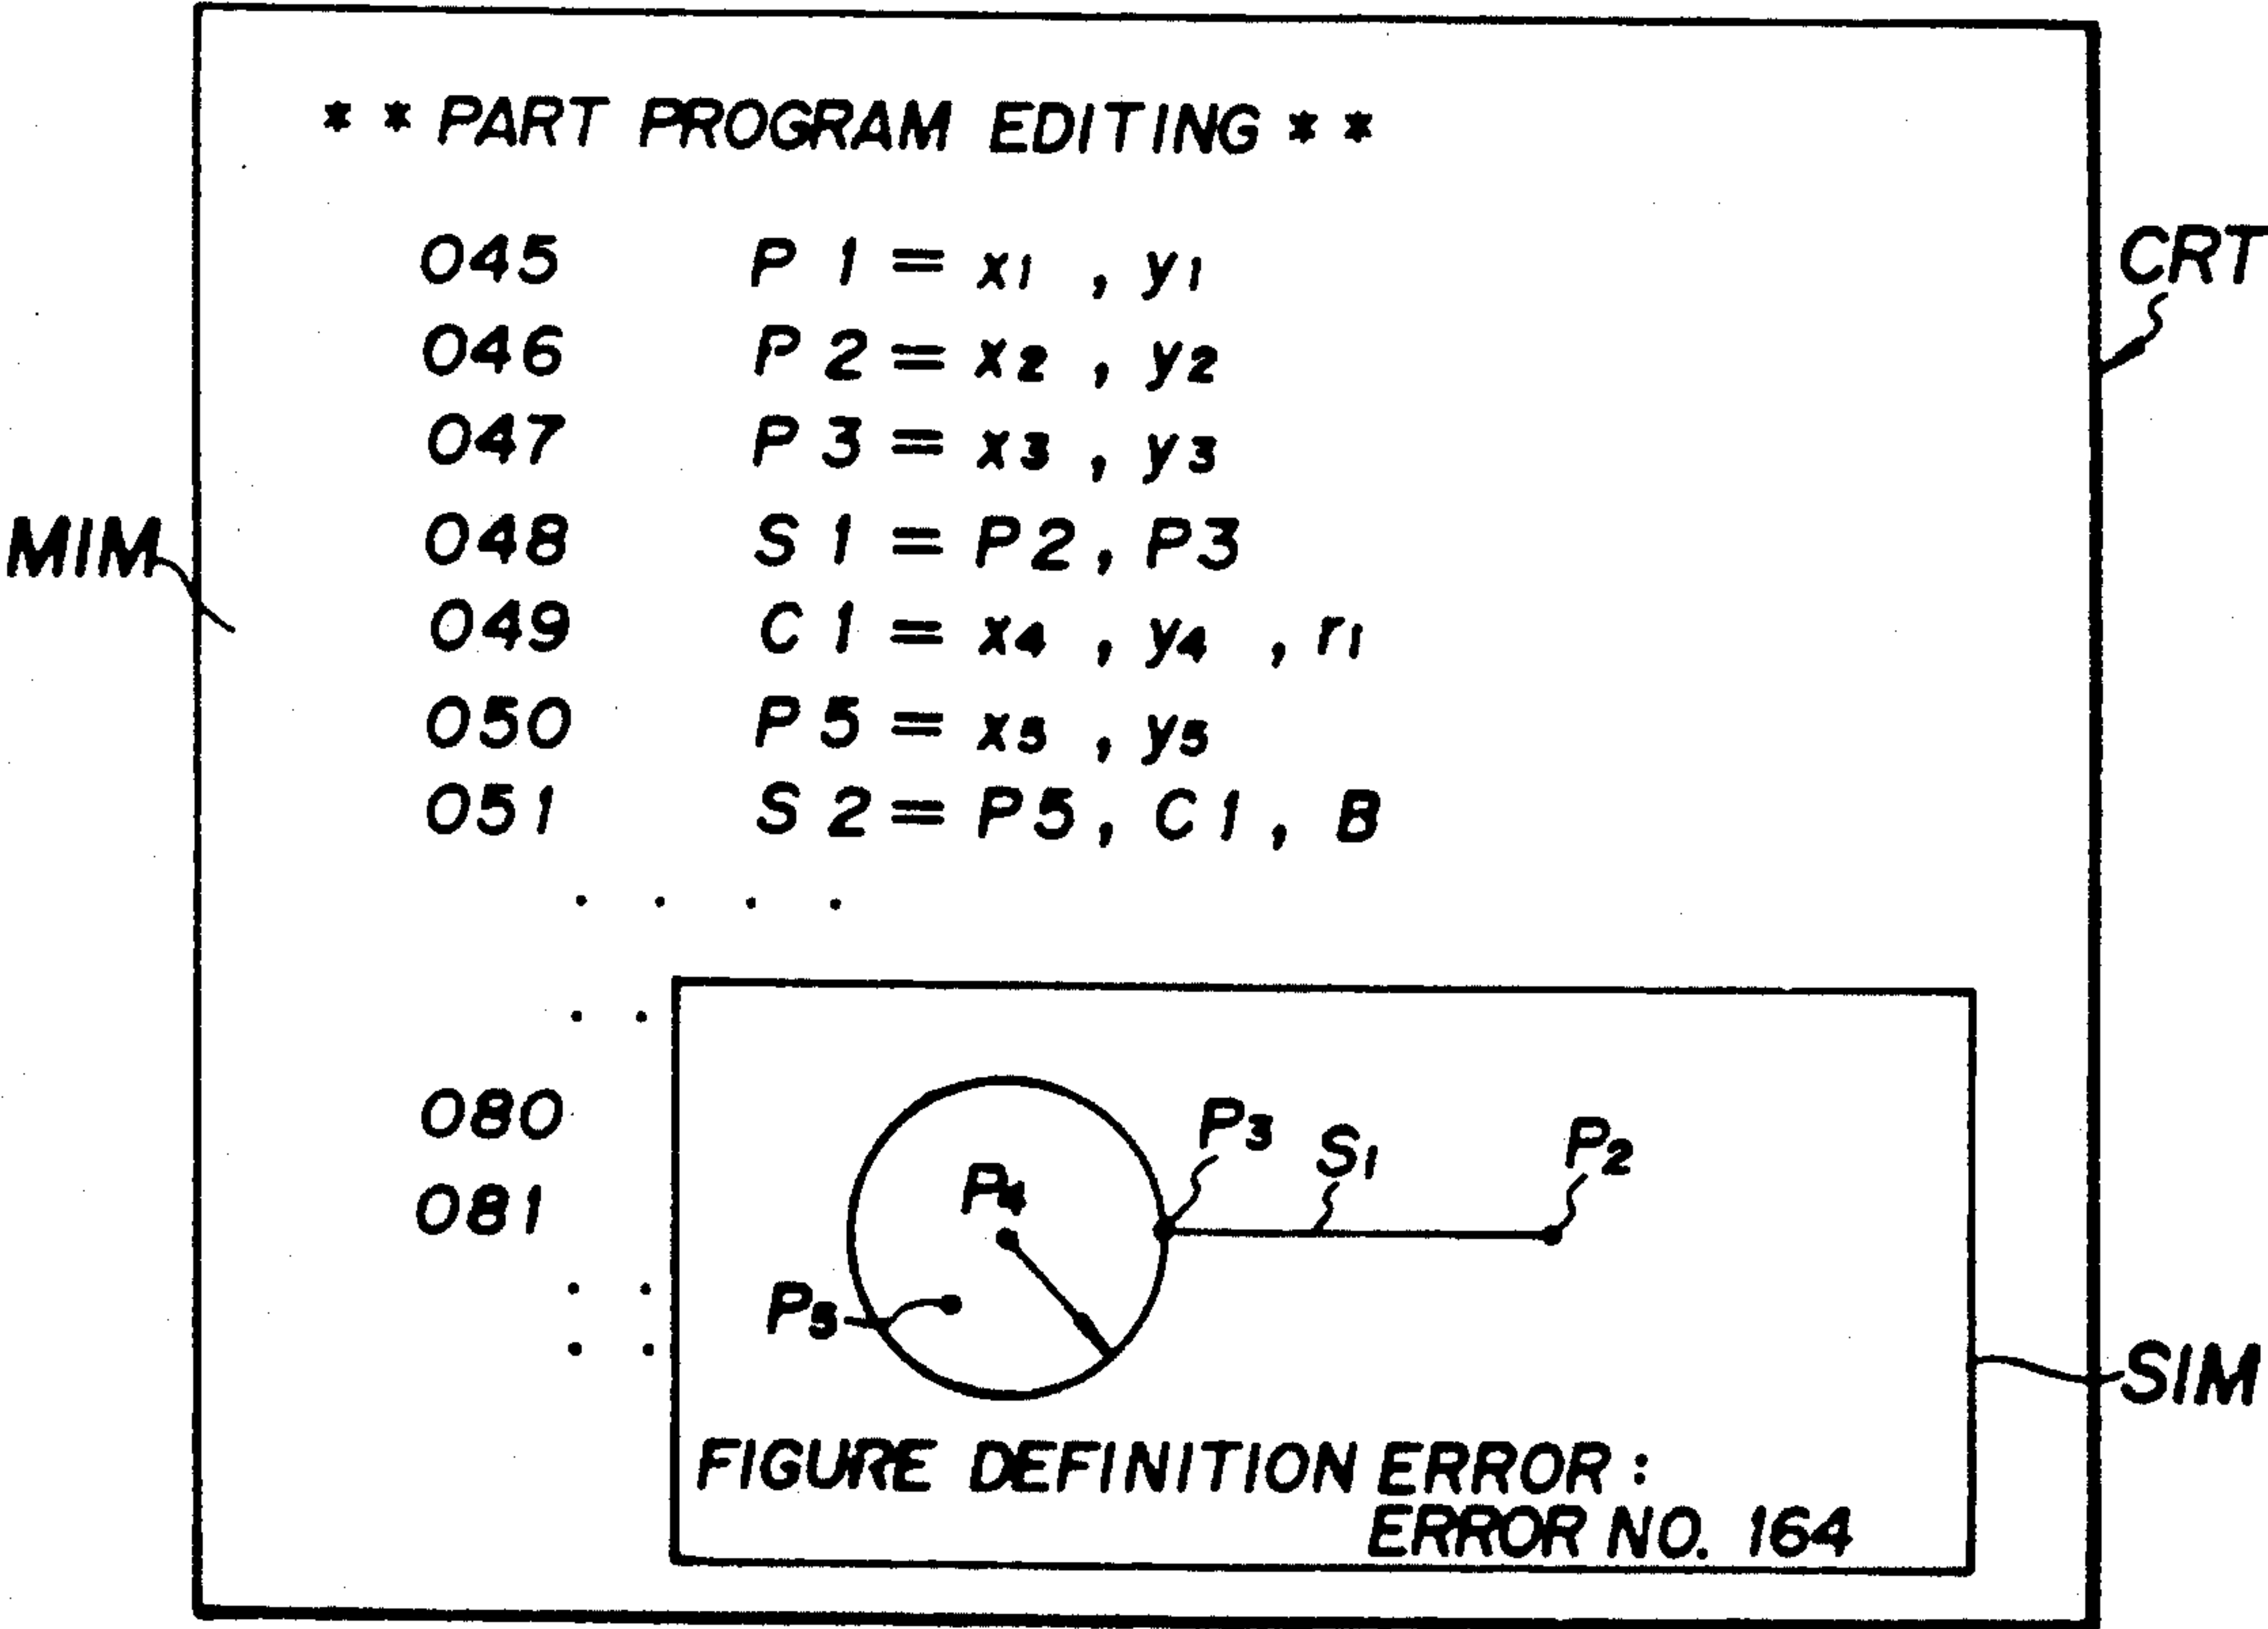 * * PART PROGRAM EDITING * *
045 P 1 = x1 , y1
CRT
046 P 2 = x2 , y2
047 P 3 = x3 , y3
MIM
048 S 1 = P2, P3
049 C 1 = x4 , y4 , r1
050 P 5 = x5 , y5
051 S 2 = P5, C1, B
. . . .
. .
080
081
: :
P3
S1
P2
P4
P5
SIM
FIGURE DEFINITION ERROR :
ERROR NO. 164